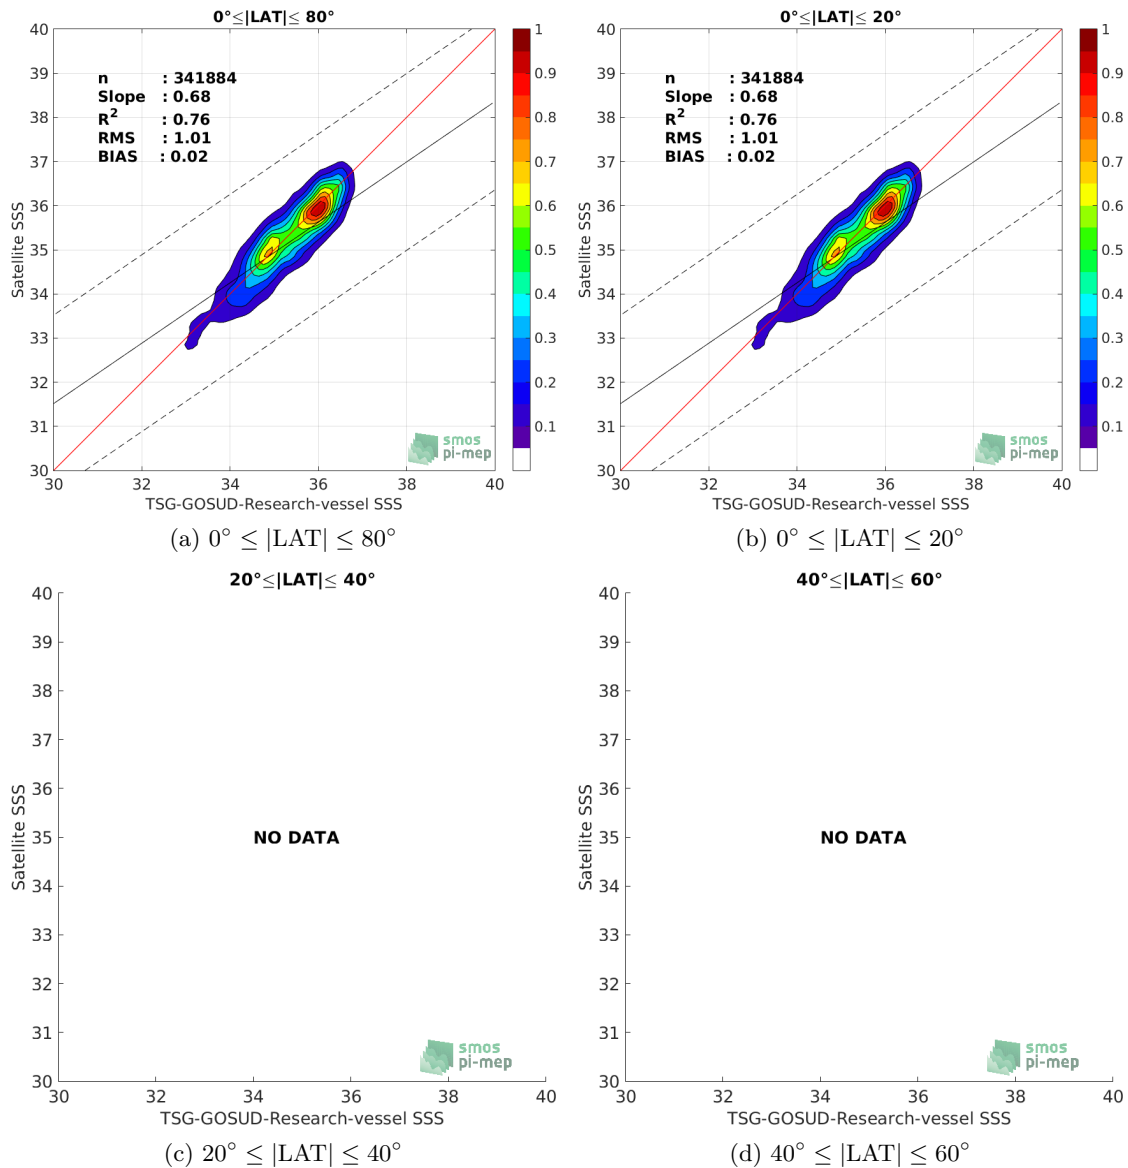 0°≤|LAT|≤ 80°
40
39
38
37
36
35
34
33
32
31
30
Satellite SSS
n : 341884
Slope : 0.68
R2 : 0.76
RMS : 1.01
BIAS : 0.02
smos
pi-mep
30 32 34 36 38 40
TSG-GOSUD-Research-vessel SSS
1
0.9
0.8
0.7
0.6
0.5
0.4
0.3
0.2
0.1
(a) 0° ≤ |LAT| ≤ 80°
0°≤|LAT|≤ 20°
40
39
38
37
36
35
34
33
32
31
30
Satellite SSS
n : 341884
Slope : 0.68
R2 : 0.76
RMS : 1.01
BIAS : 0.02
smos
pi-mep
30 32 34 36 38 40
TSG-GOSUD-Research-vessel SSS
1
0.9
0.8
0.7
0.6
0.5
0.4
0.3
0.2
0.1
(b) 0° ≤ |LAT| ≤ 20°
20°≤|LAT|≤ 40°
40
39
38
37
36
35
34
33
32
31
30
Satellite SSS
NO DATA
smos
pi-mep
30 32 34 36 38 40
TSG-GOSUD-Research-vessel SSS
(c) 20° ≤ |LAT| ≤ 40°
40°≤|LAT|≤ 60°
40
39
38
37
36
35
34
33
32
31
30
Satellite SSS
NO DATA
smos
pi-mep
30 32 34 36 38 40
TSG-GOSUD-Research-vessel SSS
(d) 40° ≤ |LAT| ≤ 60°